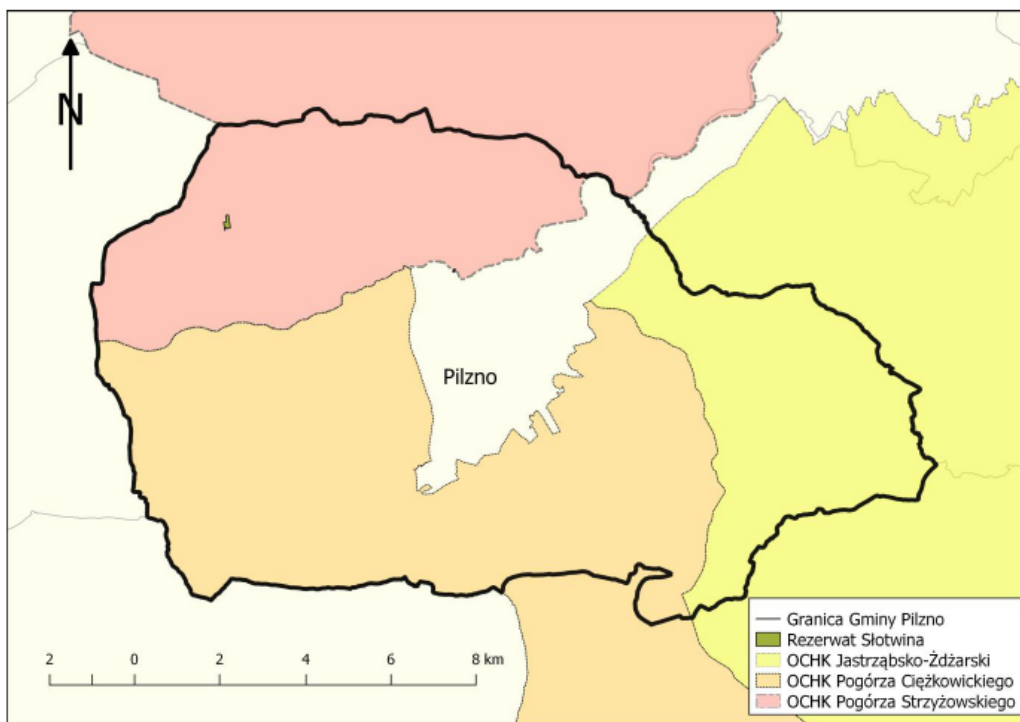 N
Pilzno
2 0 2 4 6 8 km
Granica Gminy Pilzno
Rezerwat Słotwina
OCHK Jastrząbsko-Żdżarski
OCHK Pogórza Ciężkowickiego
OCHK Pogórza Strzyżowskiego